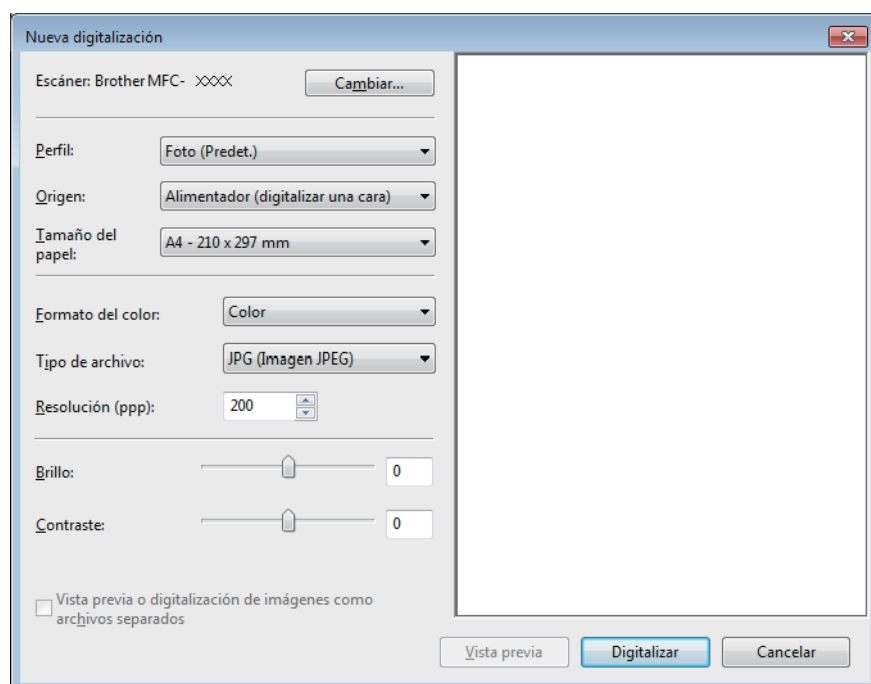 Nueva digitalización
Escáner: Brother MFC- XXXX
Cambiar...
Perfil:
Foto (Predet.)
Origen:
Alimentador (digitalizar una cara)
Tamaño del
papel:
A4 - 210 x 297 mm
Formato del color:
Color
Tipo de archivo:
JPG (Imagen JPEG)
Resolución (ppp):
200
Brillo:
0
Contraste:
0
Vista previa o digitalización de imágenes como
archivos separados
Vista previa
Digitalizar
Cancelar